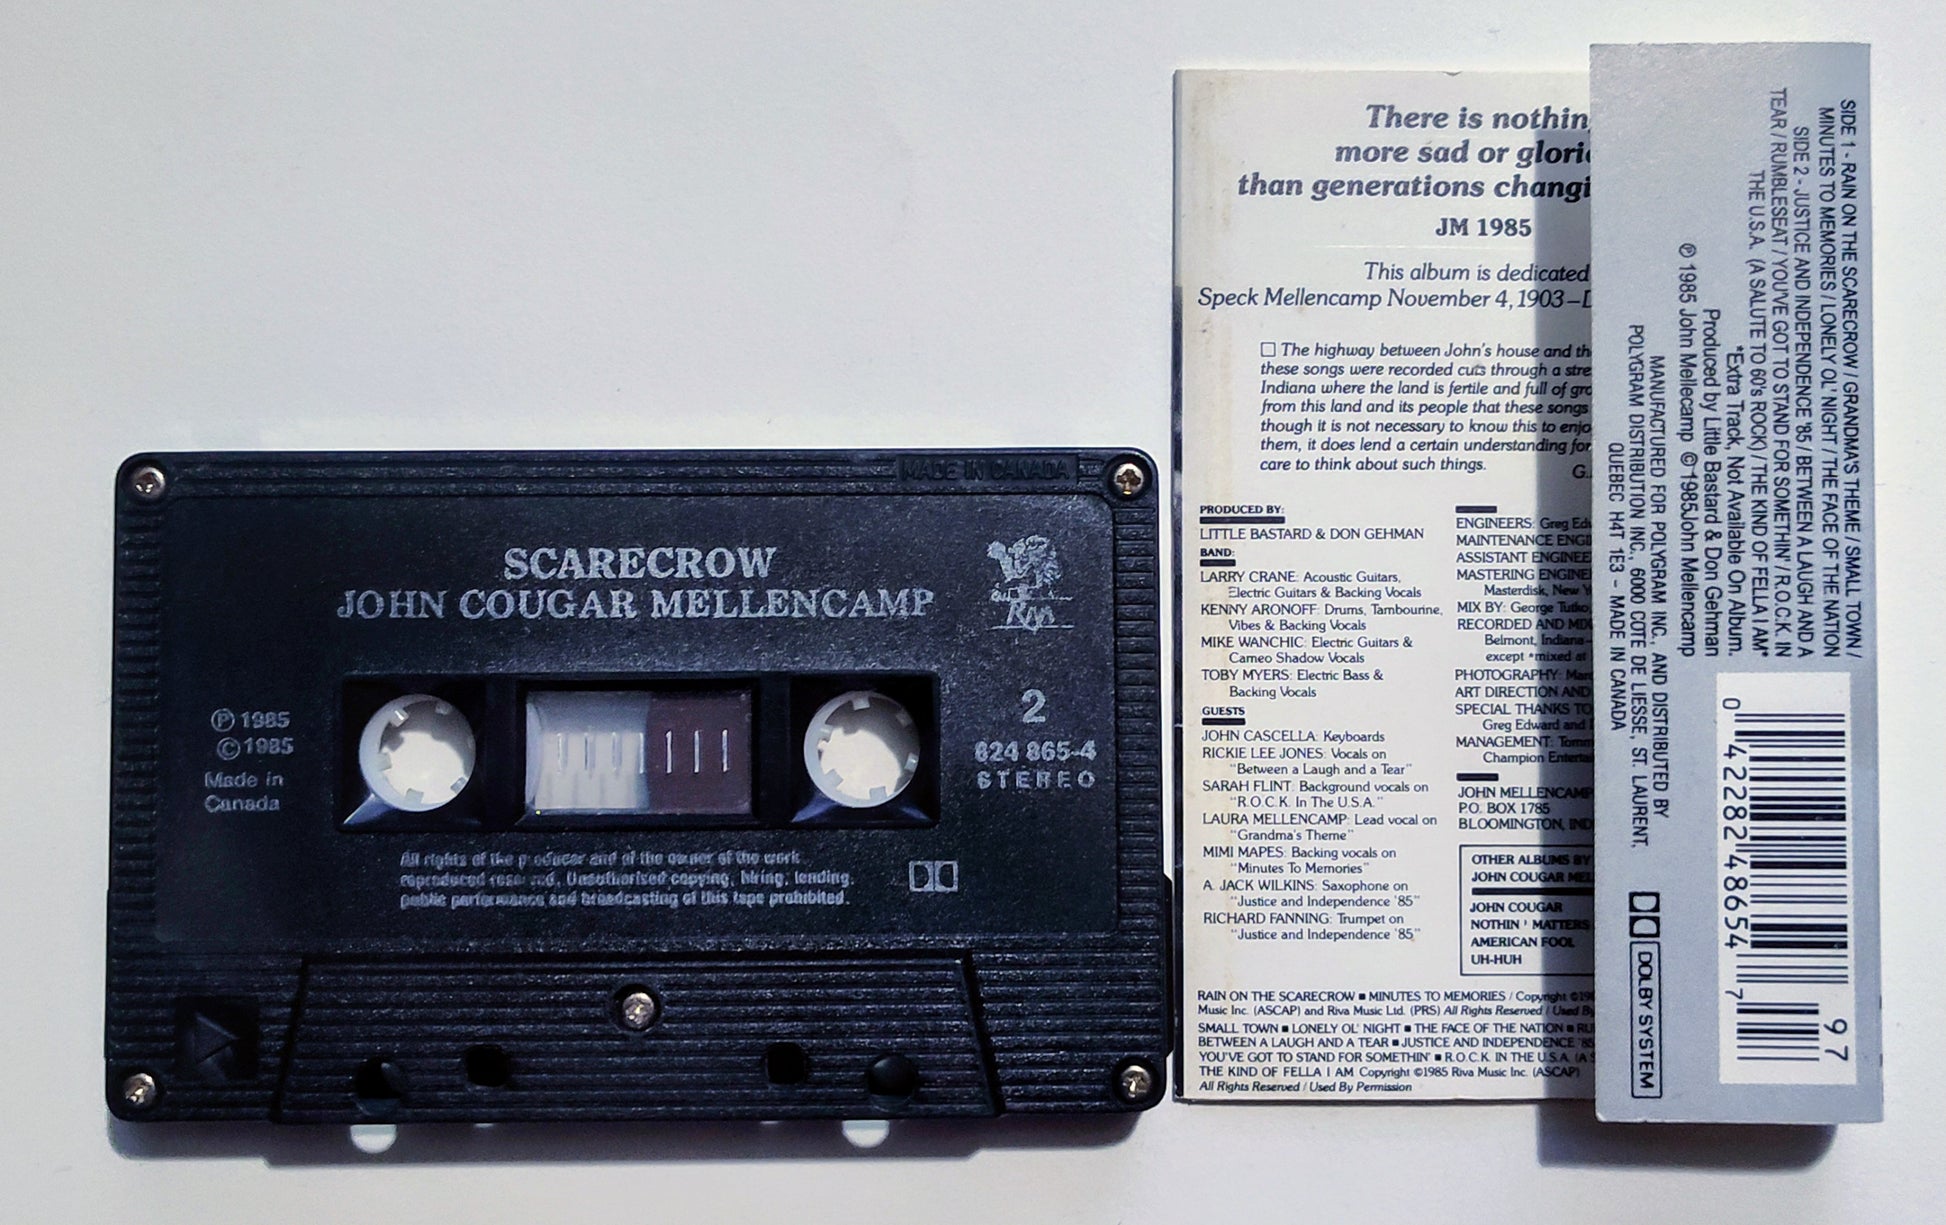 MADE IN CANADA
SCARECROW
JOHN COUGAR MELLENCAMP
Riva
℗ 1985
© 1985
Made in
Canada
2
824 865-4
STEREO
All rights of the producer and of the owner of the work
reproduced reserved. Unauthorised copying, hiring, lending,
public performance and broadcasting of this tape prohibited.
There is nothin
more sad or glori
than generations changi
JM 1985
This album is dedicated
Speck Mellencamp November 4, 1903–D
☐ The highway between John's house and th
these songs were recorded cuts through a stre
Indiana where the land is fertile and full of gro
from this land and its people that these songs
though it is not necessary to know this to enjo
them, it does lend a certain understanding for
care to think about such things.
G.
PRODUCED BY:
LITTLE BASTARD & DON GEHMAN
BAND:
LARRY CRANE: Acoustic Guitars,
Electric Guitars & Backing Vocals
KENNY ARONOFF: Drums, Tambourine,
Vibes & Backing Vocals
MIKE WANCHIC: Electric Guitars &
Cameo Shadow Vocals
TOBY MYERS: Electric Bass &
Backing Vocals
GUESTS
JOHN CASCELLA: Keyboards
RICKIE LEE JONES: Vocals on
"Between a Laugh and a Tear"
SARAH FLINT: Background vocals on
"R.O.C.K. In The U.S.A."
LAURA MELLENCAMP: Lead vocal on
"Grandma's Theme"
MIMI MAPES: Backing vocals on
"Minutes To Memories"
A. JACK WILKINS: Saxophone on
"Justice and Independence '85"
RICHARD FANNING: Trumpet on
"Justice and Independence '85"
ENGINEERS: Greg Edw
MAINTENANCE ENGI
ASSISTANT ENGINEE
MASTERING ENGINE
Masterdisk, New Y
MIX BY: George Tutko,
RECORDED AND MIX
Belmont, Indiana–
except *mixed at
PHOTOGRAPHY: Mar
ART DIRECTION AND
SPECIAL THANKS TO
Greg Edward and
MANAGEMENT: Tomm
Champion Enterta
JOHN MELLENCAMP
P.O. BOX 1785
BLOOMINGTON, IND
OTHER ALBUMS BY
JOHN COUGAR MEL
JOHN COUGAR
NOTHIN' MATTERS
AMERICAN FOOL
UH-HUH
RAIN ON THE SCARECROW ■ MINUTES TO MEMORIES / Copyright ©198
Music Inc. (ASCAP) and Riva Music Ltd. (PRS) All Rights Reserved / Used By
SMALL TOWN ■ LONELY OL' NIGHT ■ THE FACE OF THE NATION ■ RU
BETWEEN A LAUGH AND A TEAR ■ JUSTICE AND INDEPENDENCE '85
YOU'VE GOT TO STAND FOR SOMETHIN' ■ R.O.C.K. IN THE U.S.A. (A S
THE KIND OF FELLA I AM Copyright ©1985 Riva Music Inc. (ASCAP)
All Rights Reserved / Used By Permission
SIDE 1 - RAIN ON THE SCARECROW / GRANDMA'S THEME / SMALL TOWN /
MINUTES TO MEMORIES / LONELY OL' NIGHT / THE FACE OF THE NATION
SIDE 2 - JUSTICE AND INDEPENDENCE '85 / BETWEEN A LAUGH AND A
TEAR / RUMBLESEAT / YOU'VE GOT TO STAND FOR SOMETHIN' / R.O.C.K. IN
THE U.S.A. (A SALUTE TO 60's ROCK) / THE KIND OF FELLA I AM*
*Extra Track, Not Available On Album.
Produced by Little Bastard & Don Gehman
℗ 1985 John Mellecamp © 1985John Mellencamp
MANUFACTURED FOR POLYGRAM INC. AND DISTRIBUTED BY
POLYGRAM DISTRIBUTION INC., 6000 COTE DE LIESSE, ST. LAURENT,
QUEBEC H4T 1E3 – MADE IN CANADA
DOLBY SYSTEM
0 42282 48654 7
97